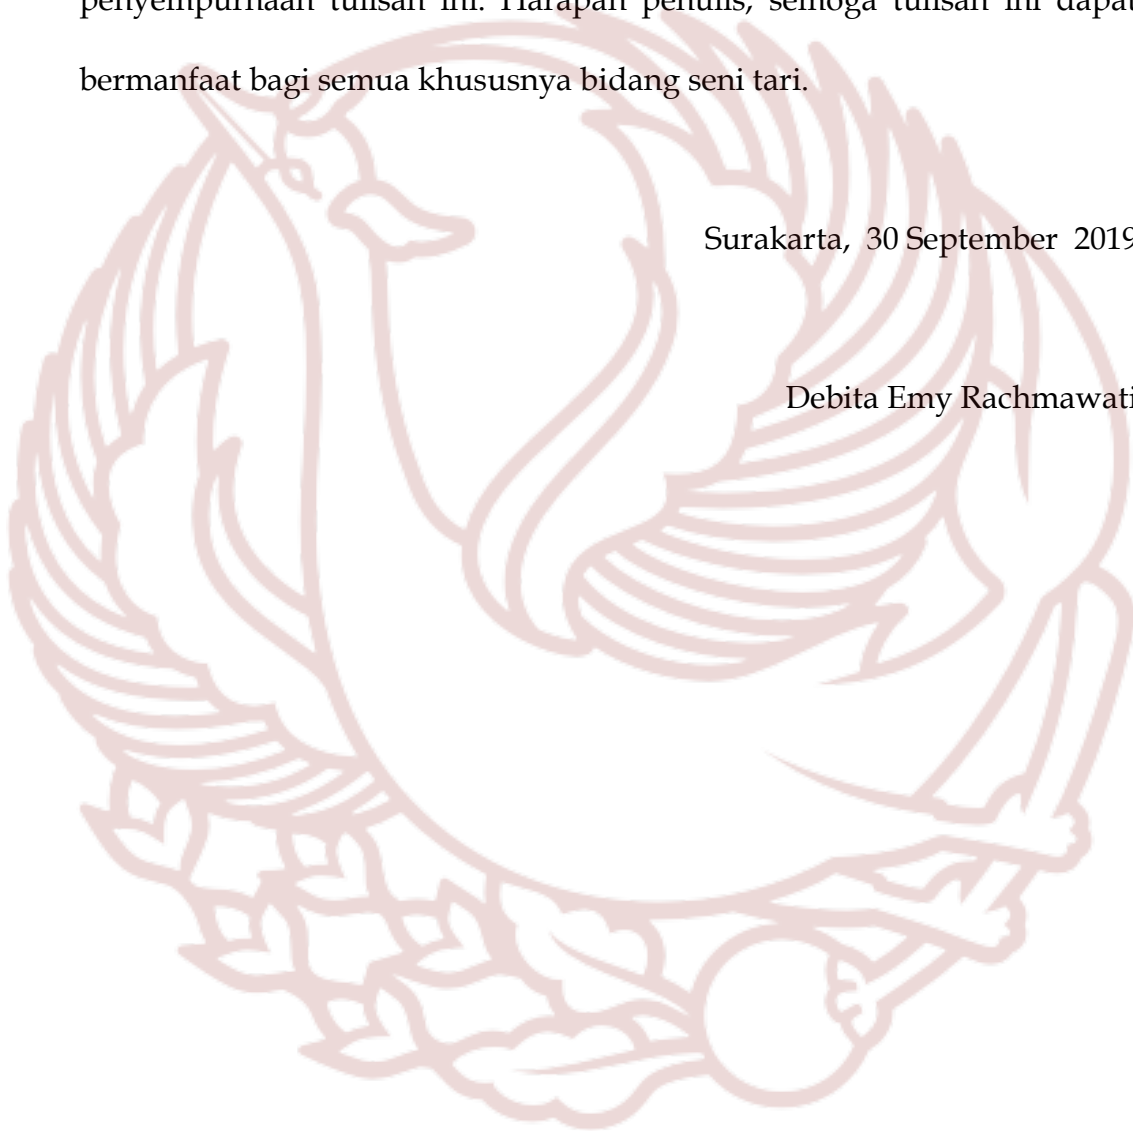 penyempurnaan tulisan ini. Harapan penulis, semoga tulisan ini dapat
bermanfaat bagi semua khususnya bidang seni tari.
Surakarta, 30 September 2019
Debita Emy Rachmawati